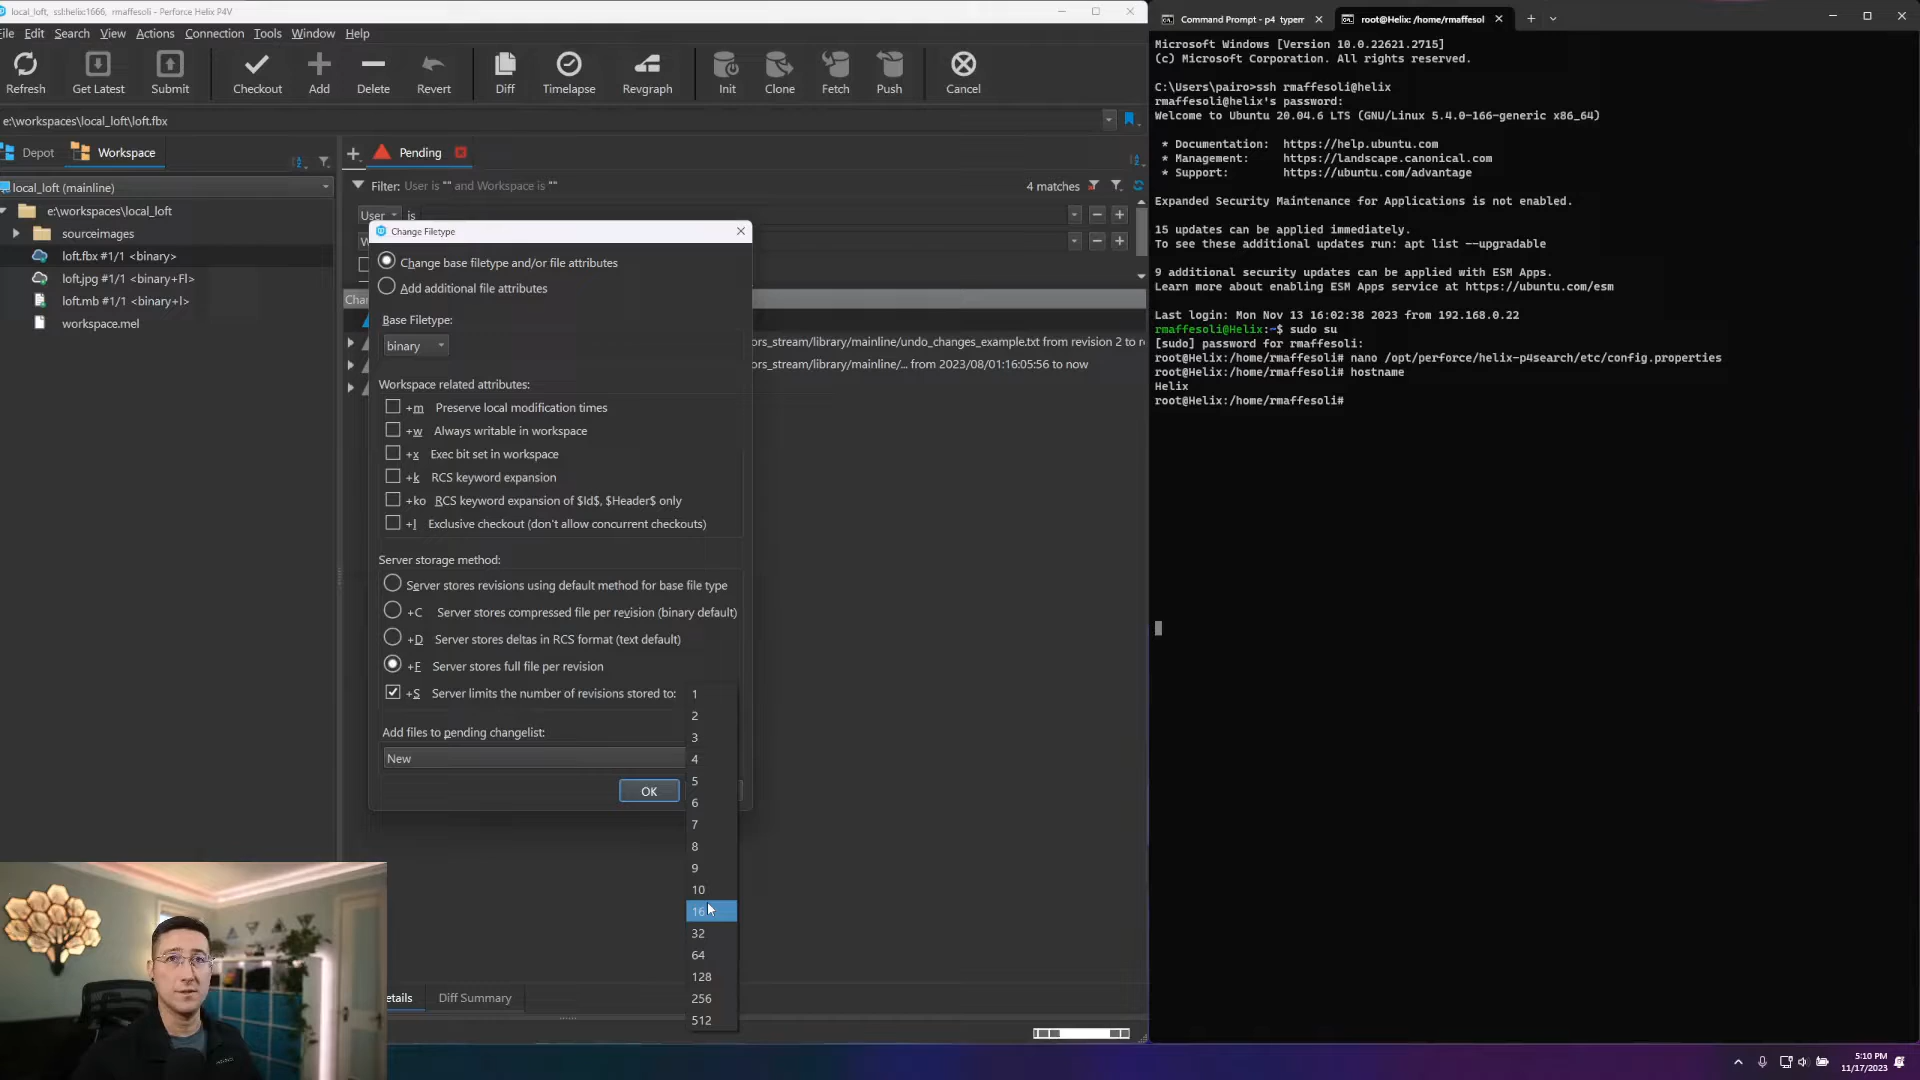 local_loft, ssl:helix:1666, rmaffesoli - Perforce Helix P4V
File Edit Search View Actions Connection Tools Window Help
Refresh Get Latest Submit Checkout Add Delete Revert Diff Timelapse Revgraph Init Clone Fetch Push Cancel
e:\workspaces\local_loft\loft.fbx
Depot Workspace
local_loft (mainline)
e:\workspaces\local_loft
sourceimages
loft.fbx #1/1 <binary>
loft.jpg #1/1 <binary+Fl>
loft.mb #1/1 <binary+l>
workspace.mel
Pending
Filter: User is "" and Workspace is ""
4 matches
User is
ors_stream/library/mainline/undo_changes_example.txt from revision 2 to r
ors_stream/library/mainline/... from 2023/08/01:16:05:56 to now
Change Filetype
Change base filetype and/or file attributes
Add additional file attributes
Base Filetype:
binary
Workspace related attributes:
+m Preserve local modification times
+w Always writable in workspace
+x Exec bit set in workspace
+k RCS keyword expansion
+ko RCS keyword expansion of $Id$, $Header$ only
+l Exclusive checkout (don't allow concurrent checkouts)
Server storage method:
Server stores revisions using default method for base file type
+C Server stores compressed file per revision (binary default)
+D Server stores deltas in RCS format (text default)
+F Server stores full file per revision
+S Server limits the number of revisions stored to:
Add files to pending changelist:
New
OK
1
2
3
4
5
6
7
8
9
10
16
32
64
128
256
512
etails Diff Summary
Command Prompt - p4 typem
root@Helix: /home/rmaffesol
Microsoft Windows [Version 10.0.22621.2715]
(c) Microsoft Corporation. All rights reserved.
C:\Users\pairo>ssh rmaffesoli@helix
rmaffesoli@helix's password:
Welcome to Ubuntu 20.04.6 LTS (GNU/Linux 5.4.0-166-generic x86_64)
* Documentation: https://help.ubuntu.com
* Management: https://landscape.canonical.com
* Support: https://ubuntu.com/advantage
Expanded Security Maintenance for Applications is not enabled.
15 updates can be applied immediately.
To see these additional updates run: apt list --upgradable
9 additional security updates can be applied with ESM Apps.
Learn more about enabling ESM Apps service at https://ubuntu.com/esm
Last login: Mon Nov 13 16:02:38 2023 from 192.168.0.22
rmaffesoli@Helix:~$ sudo su
[sudo] password for rmaffesoli:
root@Helix:/home/rmaffesoli# nano /opt/perforce/helix-p4search/etc/config.properties
root@Helix:/home/rmaffesoli# hostname
Helix
root@Helix:/home/rmaffesoli#
5:10 PM
11/17/2023